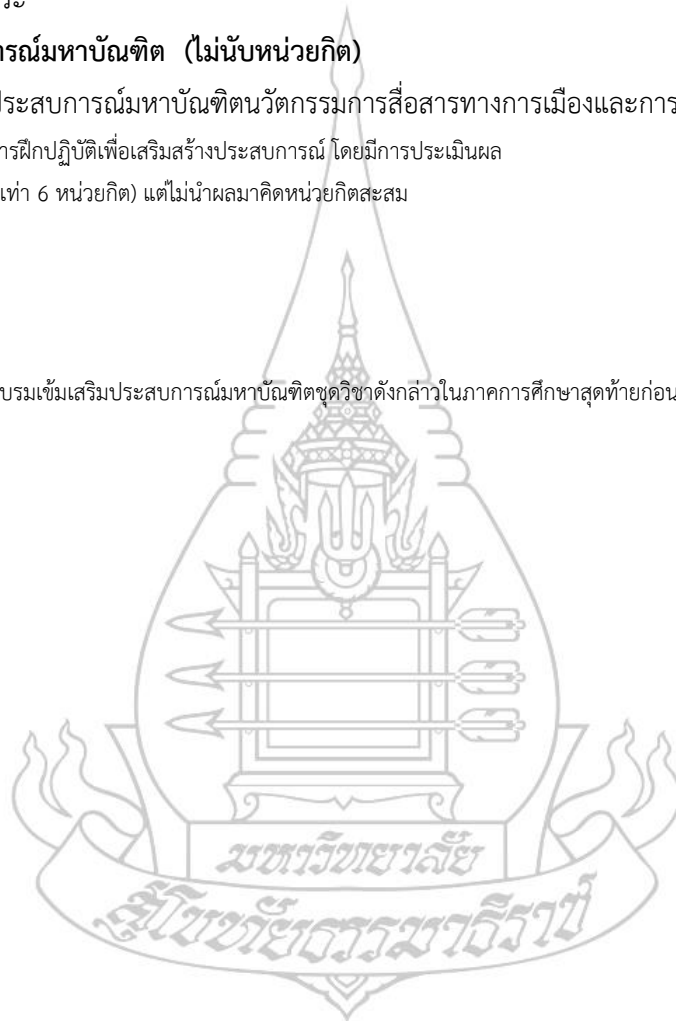 ระ
ารณ์มหาบัณฑิต (ไม่นับหน่วยกิต)
ประสบการณ์มหาบัณฑิตนวัตกรรมการสื่อสารทางการเมืองและการ
ารฝึกปฏิบัติเพื่อเสริมสร้างประสบการณ์ โดยมีการประเมินผล
เท่า 6 หน่วยกิต) แต่ไม่นำผลมาคิดหน่วยกิตสะสม
บรมเข้มเสริมประสบการณ์มหาบัณฑิตชุดวิชาดังกล่าวในภาคการศึกษาสุดท้ายก่อน
มหาวิทยาลัย
สุโขทัยธรรมาธิราช